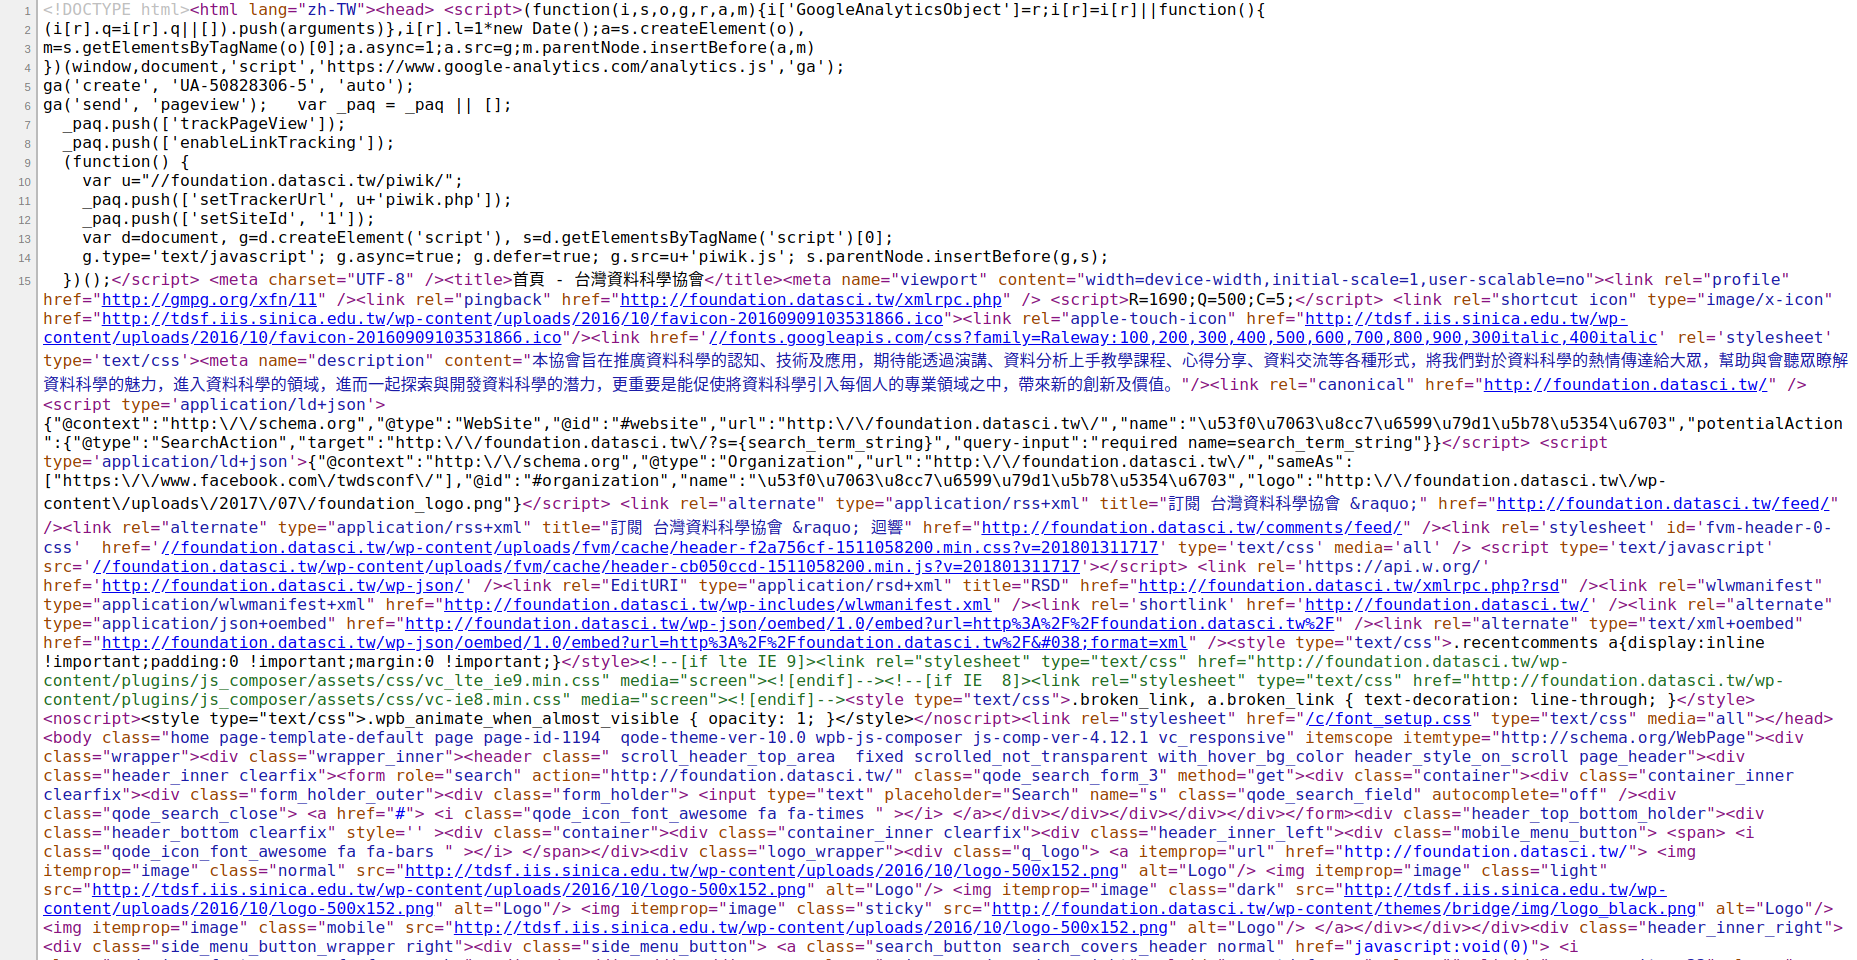 1 <!DOCTYPE html><html lang="zh-TW"><head> <script>(function(i,s,o,g,r,a,m){i['GoogleAnalyticsObject']=r;i[r]=i[r]||function(){
2 (i[r].q=i[r].q||[]).push(arguments)},i[r].l=1*new Date();a=s.createElement(o),
3 m=s.getElementsByTagName(o)[0];a.async=1;a.src=g;m.parentNode.insertBefore(a,m)
4 })(window,document,'script','https://www.google-analytics.com/analytics.js','ga');
5 ga('create', 'UA-50828306-5', 'auto');
6 ga('send', 'pageview');   var _paq = _paq || [];
7   _paq.push(['trackPageView']);
8   _paq.push(['enableLinkTracking']);
9   (function() {
10     var u="//foundation.datasci.tw/piwik/";
11     _paq.push(['setTrackerUrl', u+'piwik.php']);
12     _paq.push(['setSiteId', '1']);
13     var d=document, g=d.createElement('script'), s=d.getElementsByTagName('script')[0];
14     g.type='text/javascript'; g.async=true; g.defer=true; g.src=u+'piwik.js'; s.parentNode.insertBefore(g,s);
15   })();</script> <meta charset="UTF-8" /><title>首頁 - 台灣資料科學協會</title><meta name="viewport" content="width=device-width,initial-scale=1,user-scalable=no"><link rel="profile"
href="http://gmpg.org/xfn/11" /><link rel="pingback" href="http://foundation.datasci.tw/xmlrpc.php" /> <script>R=1690;Q=500;C=5;</script> <link rel="shortcut icon" type="image/x-icon"
href="http://tdsf.iis.sinica.edu.tw/wp-content/uploads/2016/10/favicon-20160909103531866.ico"><link rel="apple-touch-icon" href="http://tdsf.iis.sinica.edu.tw/wp-
content/uploads/2016/10/favicon-20160909103531866.ico"/><link href='//fonts.googleapis.com/css?family=Raleway:100,200,300,400,500,600,700,800,900,300italic,400italic' rel='stylesheet'
type='text/css'><meta name="description" content="本協會旨在推廣資料科學的認知、技術及應用，期待能透過演講、資料分析上手教學課程、心得分享、資料交流等各種形式，將我們對於資料科學的熱情傳達給大眾，幫助與會聽眾瞭解
資料科學的魅力，進入資料科學的領域，進而一起探索與開發資料科學的潛力，更重要是能促使將資料科學引入每個人的專業領域之中，帶來新的創新及價值。"/><link rel="canonical" href="http://foundation.datasci.tw/" />
<script type='application/ld+json'>
{"@context":"http:\/\/schema.org","@type":"WebSite","@id":"#website","url":"http:\/\/foundation.datasci.tw\/","name":"\u53f0\u7063\u8cc7\u6599\u79d1\u5b78\u5354\u6703","potentialAction
":{"@type":"SearchAction","target":"http:\/\/foundation.datasci.tw\/?s={search_term_string}","query-input":"required name=search_term_string"}}</script> <script
type='application/ld+json'>{"@context":"http:\/\/schema.org","@type":"Organization","url":"http:\/\/foundation.datasci.tw\/","sameAs":
["https:\/\/www.facebook.com\/twdsconf\/"],"@id":"#organization","name":"\u53f0\u7063\u8cc7\u6599\u79d1\u5b78\u5354\u6703","logo":"http:\/\/foundation.datasci.tw\/wp-
content\/uploads\/2017\/07\/foundation_logo.png"}</script> <link rel="alternate" type="application/rss+xml" title="訂閱 台灣資料科學協會 &raquo;" href="http://foundation.datasci.tw/feed/"
/><link rel="alternate" type="application/rss+xml" title="訂閱 台灣資料科學協會 &raquo; 迴響" href="http://foundation.datasci.tw/comments/feed/" /><link rel='stylesheet' id='fvm-header-0-
css'  href='//foundation.datasci.tw/wp-content/uploads/fvm/cache/header-f2a756cf-1511058200.min.css?v=201801311717' type='text/css' media='all' /> <script type='text/javascript'
src='//foundation.datasci.tw/wp-content/uploads/fvm/cache/header-cb050ccd-1511058200.min.js?v=201801311717'></script> <link rel='https://api.w.org/'
href='http://foundation.datasci.tw/wp-json/' /><link rel="EditURI" type="application/rsd+xml" title="RSD" href="http://foundation.datasci.tw/xmlrpc.php?rsd" /><link rel="wlwmanifest"
type="application/wlwmanifest+xml" href="http://foundation.datasci.tw/wp-includes/wlwmanifest.xml" /><link rel='shortlink' href='http://foundation.datasci.tw/' /><link rel="alternate"
type="application/json+oembed" href="http://foundation.datasci.tw/wp-json/oembed/1.0/embed?url=http%3A%2F%2Ffoundation.datasci.tw%2F" /><link rel="alternate" type="text/xml+oembed"
href="http://foundation.datasci.tw/wp-json/oembed/1.0/embed?url=http%3A%2F%2Ffoundation.datasci.tw%2F&#038;format=xml" /><style type="text/css">.recentcomments a{display:inline
!important;padding:0 !important;margin:0 !important;}</style><!--[if lte IE 9]><link rel="stylesheet" type="text/css" href="http://foundation.datasci.tw/wp-
content/plugins/js_composer/assets/css/vc_lte_ie9.min.css" media="screen"><![endif]--><!--[if IE  8]><link rel="stylesheet" type="text/css" href="http://foundation.datasci.tw/wp-
content/plugins/js_composer/assets/css/vc-ie8.min.css" media="screen"><![endif]--><style type="text/css">.broken_link, a.broken_link { text-decoration: line-through; }</style>
<noscript><style type="text/css">.wpb_animate_when_almost_visible { opacity: 1; }</style></noscript><link rel="stylesheet" href="/c/font_setup.css" type="text/css" media="all"></head>
<body class="home page-template-default page page-id-1194  qode-theme-ver-10.0 wpb-js-composer js-comp-ver-4.12.1 vc_responsive" itemscope itemtype="http://schema.org/WebPage"><div
class="wrapper"><div class="wrapper_inner"><header class=" scroll_header_top_area  fixed scrolled_not_transparent with_hover_bg_color header_style_on_scroll page_header"><div
class="header_inner clearfix"><form role="search" action="http://foundation.datasci.tw/" class="qode_search_form_3" method="get"><div class="container"><div class="container_inner
clearfix"><div class="form_holder_outer"><div class="form_holder"> <input type="text" placeholder="Search" name="s" class="qode_search_field" autocomplete="off" /><div
class="qode_search_close"> <a href="#"> <i class="qode_icon_font_awesome fa fa-times " ></i> </a></div></div></div></div></div></form><div class="header_top_bottom_holder"><div
class="header_bottom clearfix" style='' ><div class="container"><div class="container_inner clearfix"><div class="header_inner_left"><div class="mobile_menu_button"> <span> <i
class="qode_icon_font_awesome fa fa-bars " ></i> </span></div><div class="logo_wrapper"><div class="q_logo"> <a itemprop="url" href="http://foundation.datasci.tw/"> <img
itemprop="image" class="normal" src="http://tdsf.iis.sinica.edu.tw/wp-content/uploads/2016/10/logo-500x152.png" alt="Logo"/> <img itemprop="image" class="light"
src="http://tdsf.iis.sinica.edu.tw/wp-content/uploads/2016/10/logo-500x152.png" alt="Logo"/> <img itemprop="image" class="dark" src="http://tdsf.iis.sinica.edu.tw/wp-
content/uploads/2016/10/logo-500x152.png" alt="Logo"/> <img itemprop="image" class="sticky" src="http://foundation.datasci.tw/wp-content/themes/bridge/img/logo_black.png" alt="Logo"/>
<img itemprop="image" class="mobile" src="http://tdsf.iis.sinica.edu.tw/wp-content/uploads/2016/10/logo-500x152.png" alt="Logo"/> </a></div></div></div><div class="header_inner_right">
<div class="side_menu_button_wrapper right"><div class="side_menu_button"> <a class="search_button search_covers_header normal" href="javascript:void(0)"> <i